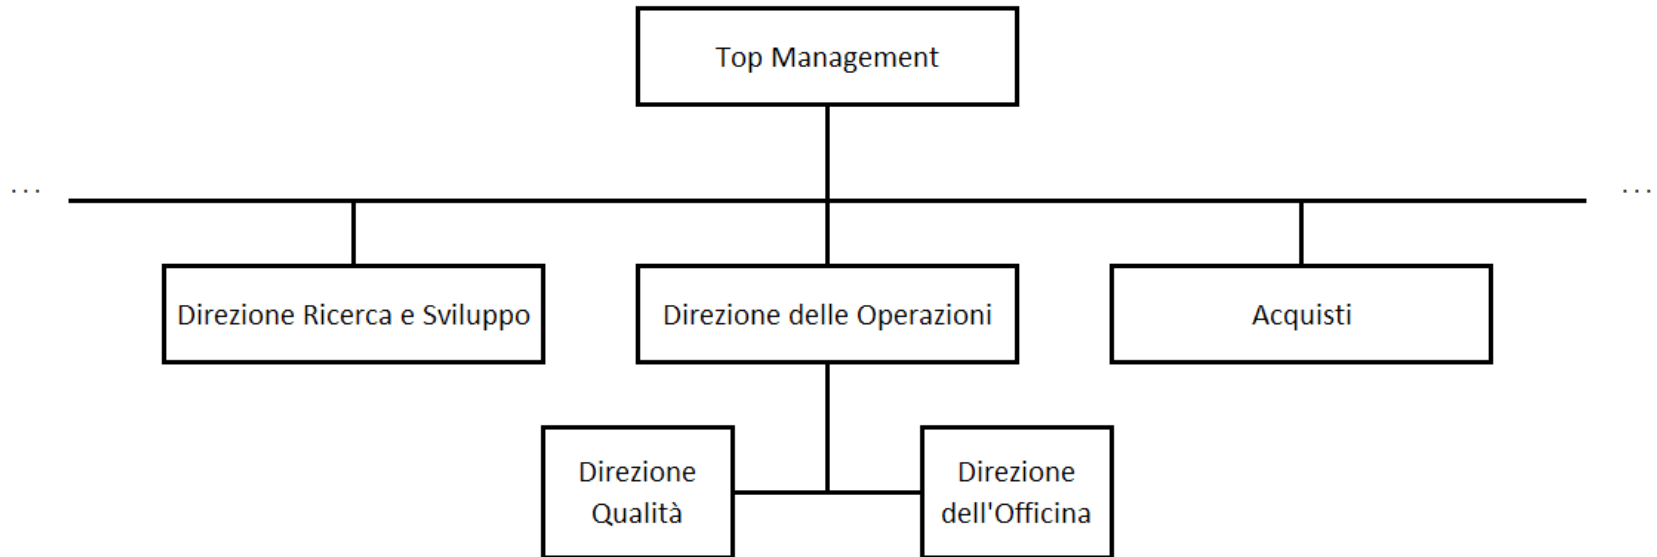 Top Management
... ...
Direzione Ricerca e Sviluppo Direzione delle Operazioni Acquisti
Direzione
Qualità
Direzione
dell'Officina